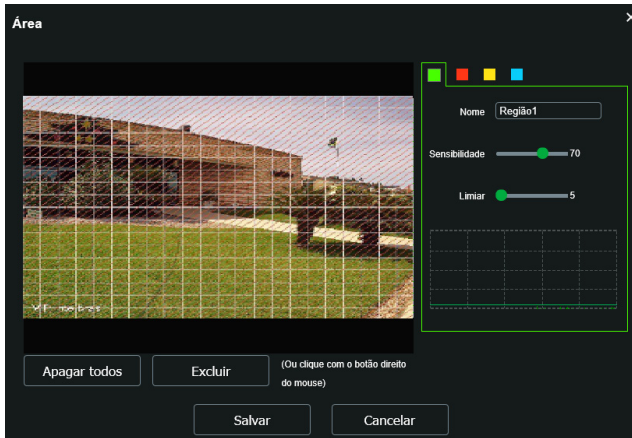 Área
×
Nome
Região1
Sensibilidade
70
Limiar
5
Apagar todos
Excluir
(Ou clique com o botão direito
do mouse)
Salvar
Cancelar